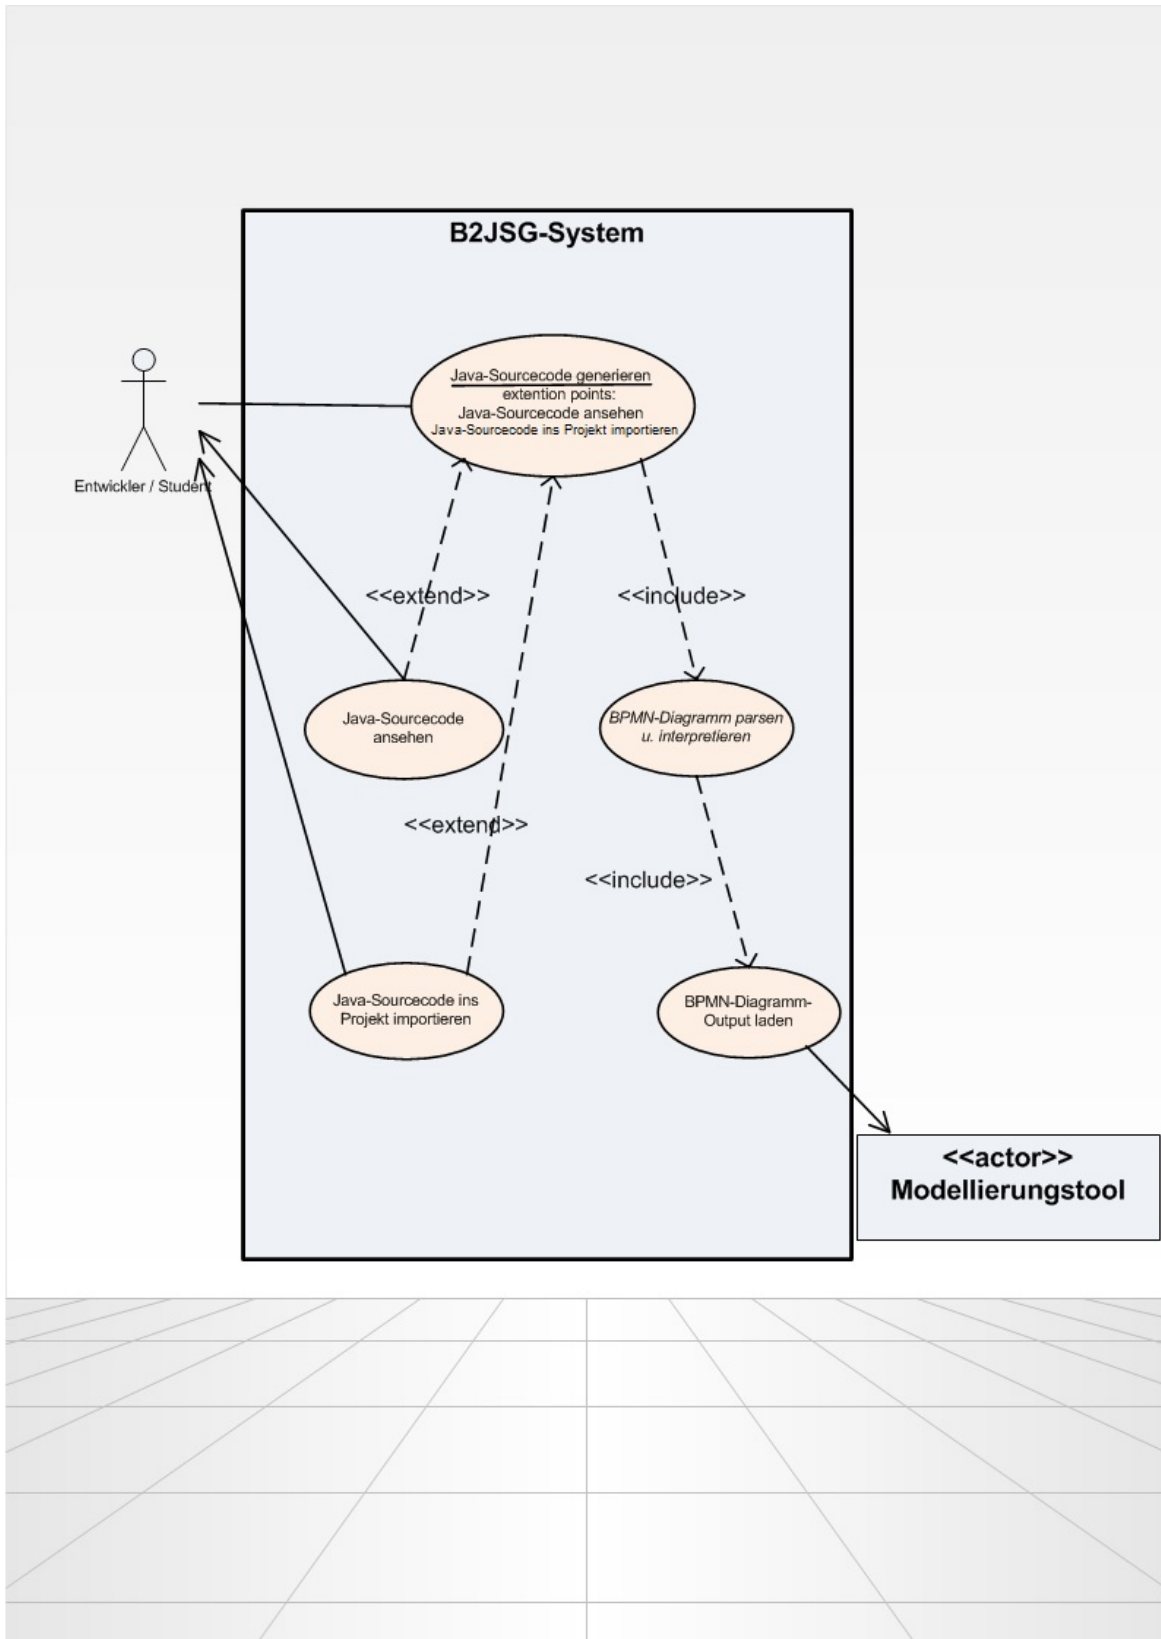 B2JSG-System
Java-Sourcecode generieren
extention points:
Java-Sourcecode ansehen
Java-Sourcecode ins Projekt importieren
Entwickler / Student
<<extend>>
<<include>>
Java-Sourcecode
ansehen
BPMN-Diagramm parsen
u. interpretieren
<<extend>>
<<include>>
Java-Sourcecode ins
Projekt importieren
BPMN-Diagramm-
Output laden
<<actor>>
Modellierungstool